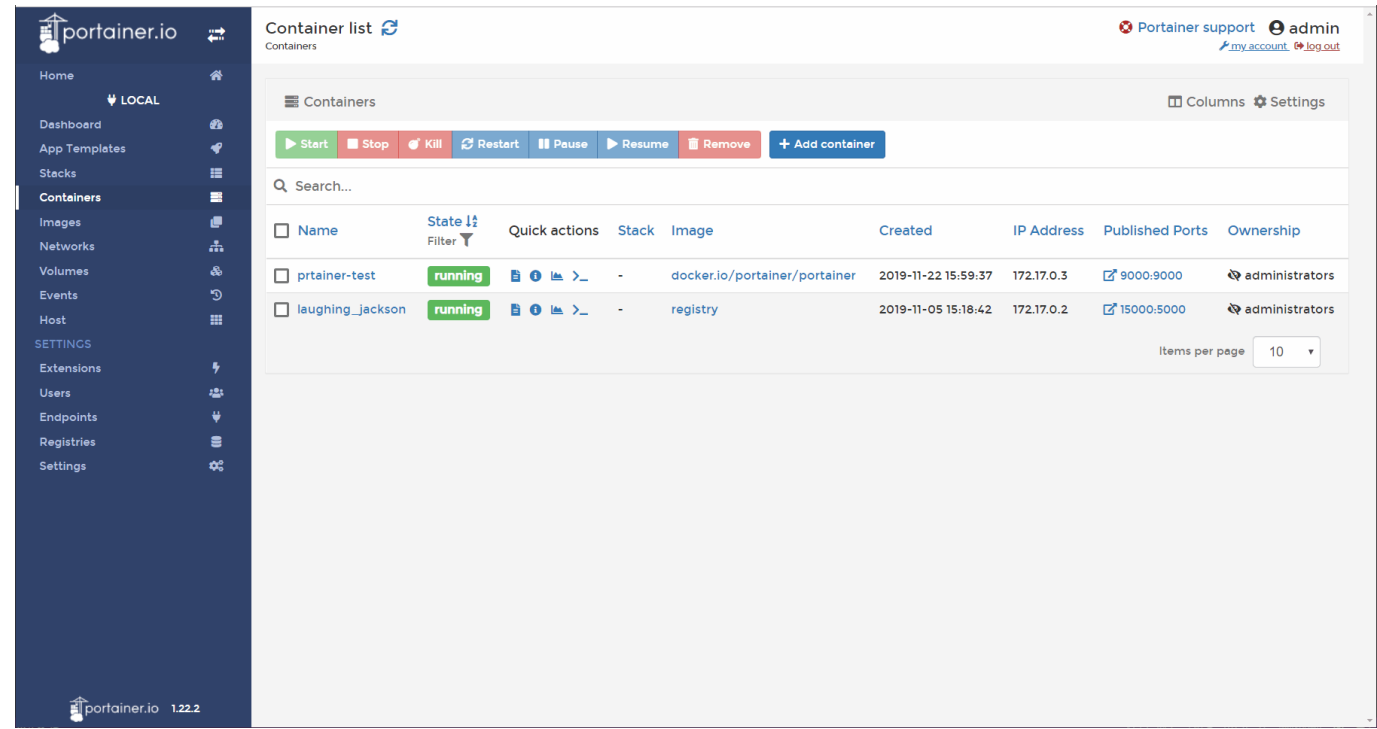 portainer.io
Container list
Portainer support admin
Containers
my account log out
Home
LOCAL
Dashboard
App Templates
Stacks
Containers
Images
Networks
Volumes
Events
Host
SETTINGS
Extensions
Users
Endpoints
Registries
Settings
portainer.io 1.22.2
Containers
Columns Settings
Start Stop Kill Restart Pause Resume Remove Add container
Search...
Name State Filter Quick actions Stack Image Created IP Address Published Ports Ownership
prtainer-test running - docker.io/portainer/portainer 2019-11-22 15:59:37 172.17.0.3 9000:9000 administrators
laughing_jackson running - registry 2019-11-05 15:18:42 172.17.0.2 15000:5000 administrators
Items per page 10